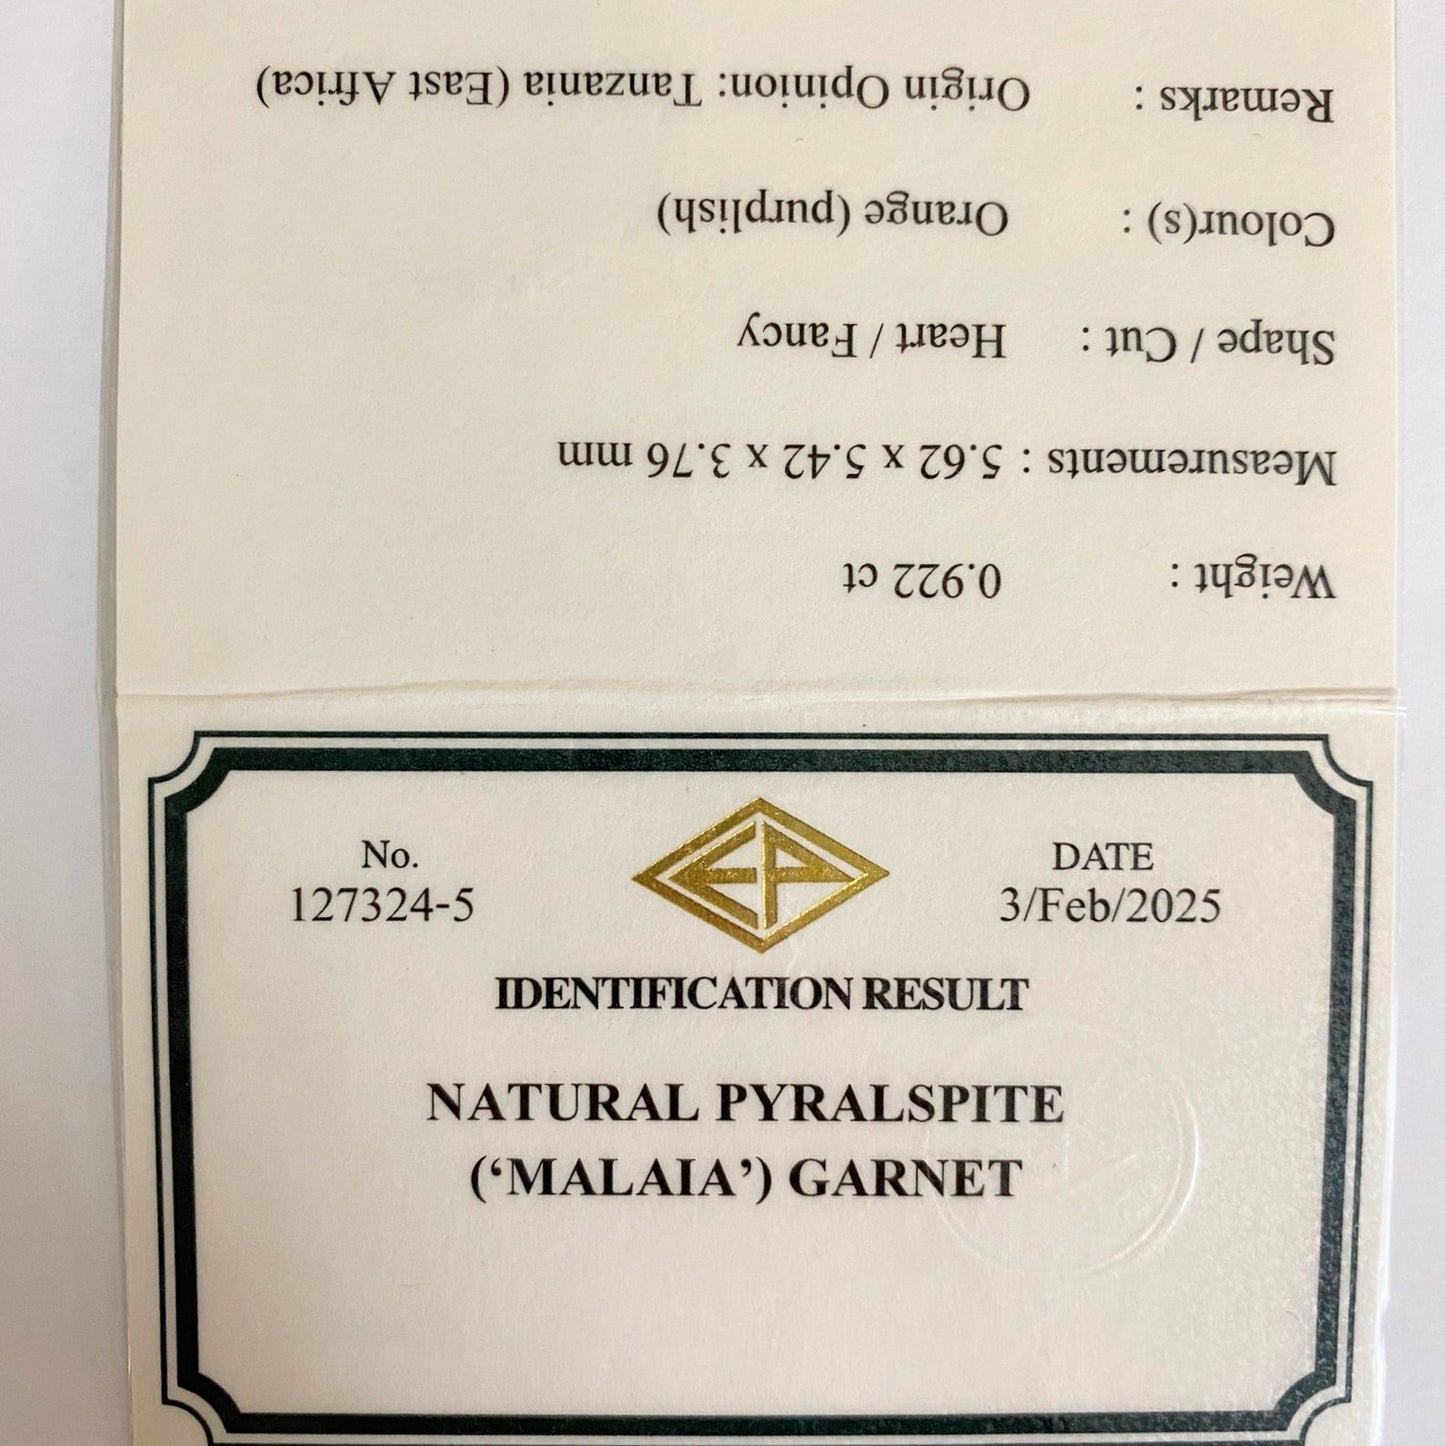 Weight : 0.922 ct
Measurements : 5.62 x 5.42 x 3.76 mm
Shape / Cut : Heart / Fancy
Colour(s) : Orange (purplish)
Remarks : Origin Opinion: Tanzania (East Africa)
No.
127324-5
EP
DATE
3/Feb/2025
IDENTIFICATION RESULT
NATURAL PYRALSPITE
(‘MALAIA’) GARNET